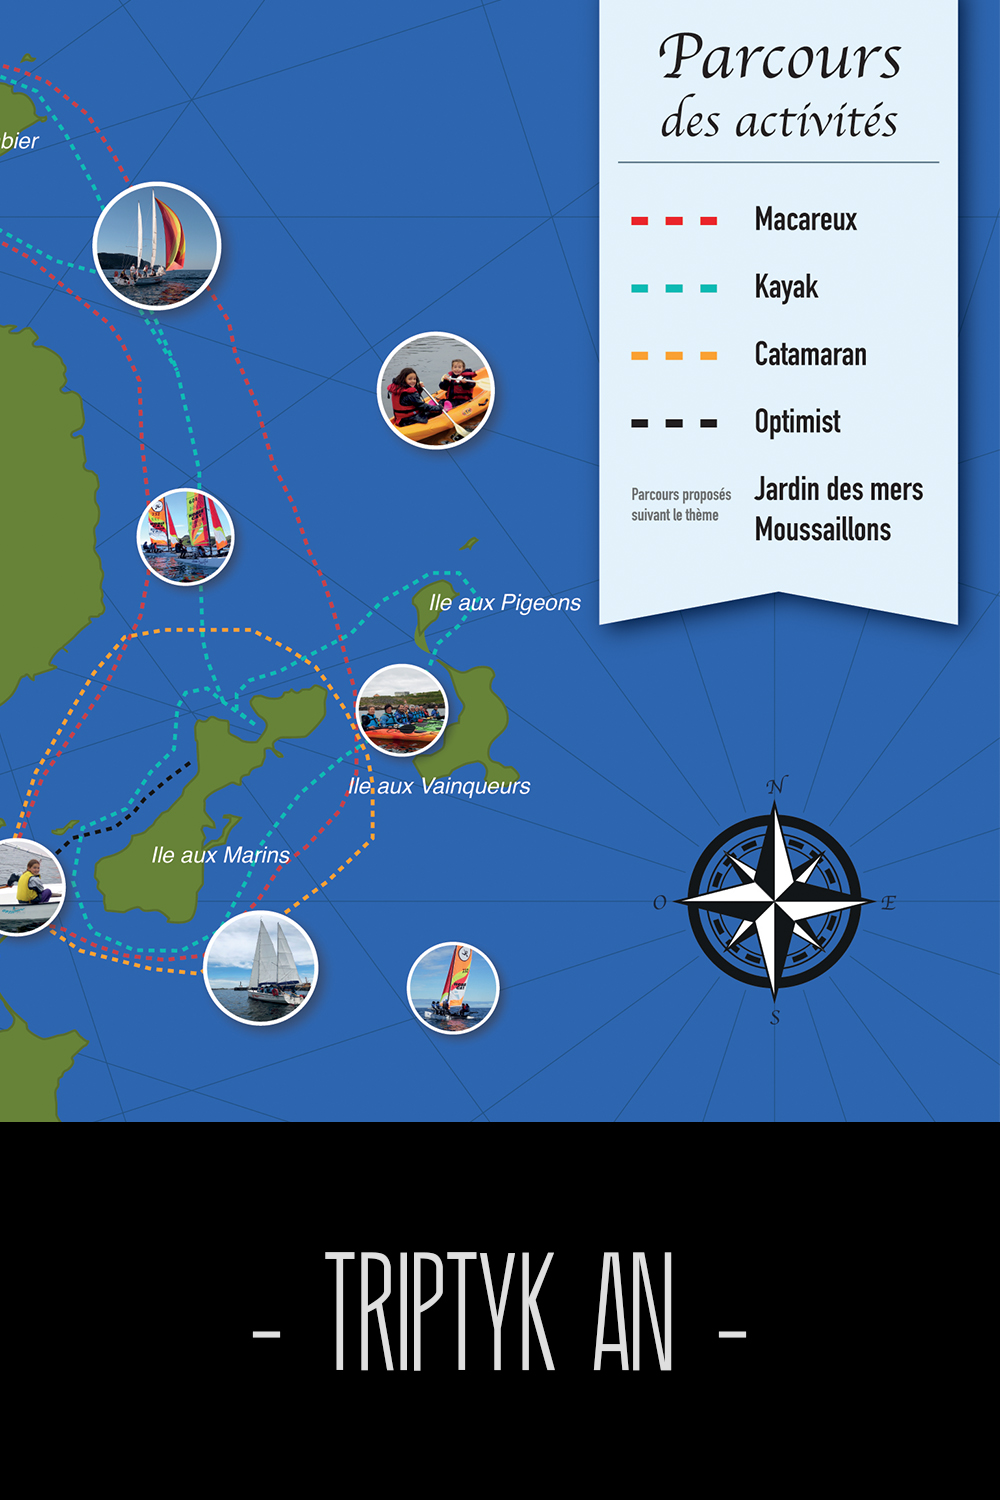 Parcours
des activités
bier
Macareux
Kayak
Catamaran
Optimist
Parcours proposés
suivant le thème
Jardin des mers
Moussaillons
Ile aux Pigeons
Ile aux Vainqueurs
Ile aux Marins
N
O
E
S
- TRIPTYK AN -